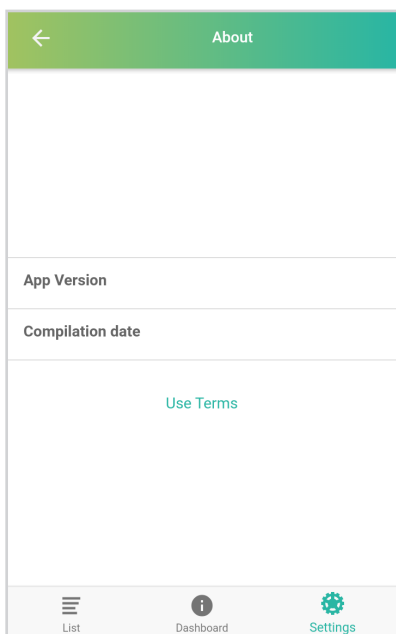 About
App Version
Compilation date
Use Terms
List
Dashboard
Settings